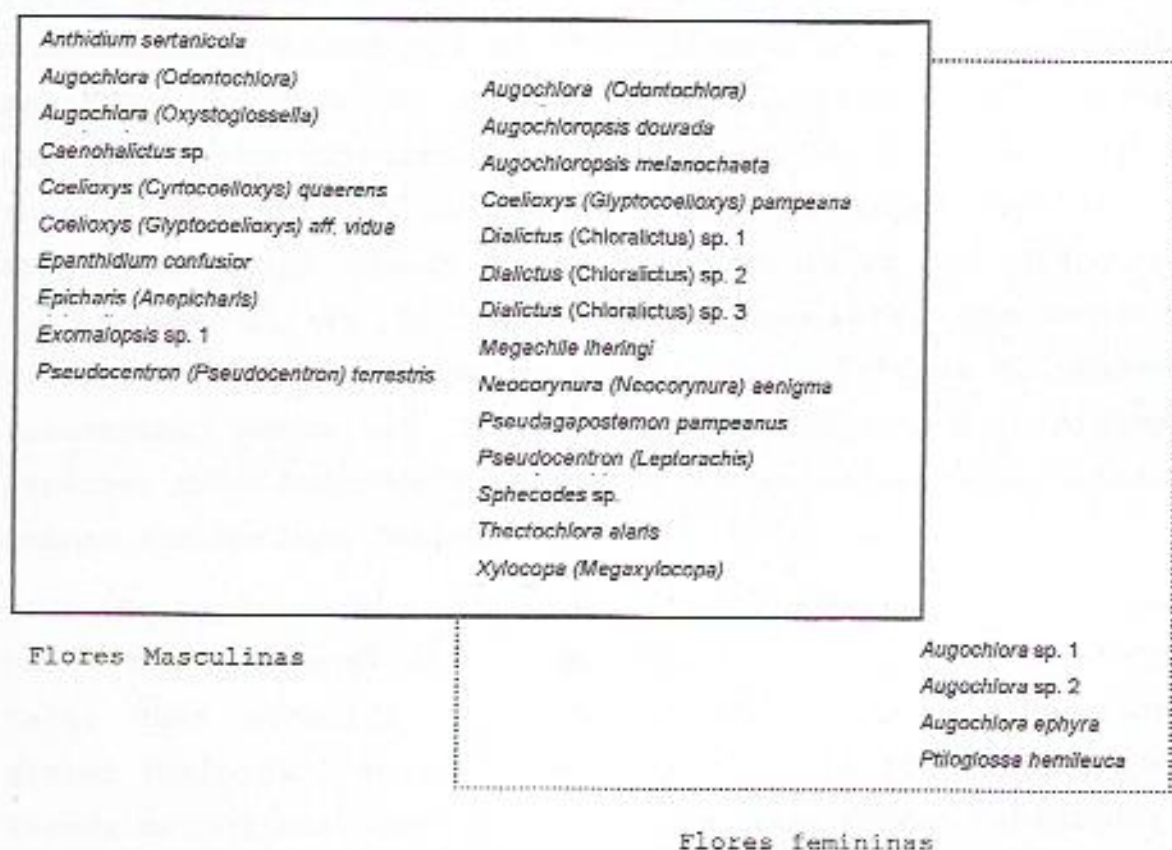 Anthidium sertanicola
Augochlora (Odontochlora)
Augochlora (Oxystoglossella)
Caenohalictus sp.
Coelioxys (Cyrtocoelioxys) quaerens
Coelioxys (Glyptocoelioxys) aff. vidua
Epanthidium confusior
Epicharis (Anepicharis)
Exomalopsis sp. 1
Pseudocentron (Pseudocentron) terrestris
Augochlora (Odontochlora)
Augochloropsis dourada
Augochloropsis melanochaeta
Coelioxys (Glyptocoelioxys) pampeana
Dialictus (Chloralictus) sp. 1
Dialictus (Chloralictus) sp. 2
Dialictus (Chloralictus) sp. 3
Megachile iheringi
Neocorynura (Neocorynura) aenigma
Pseudagapostemon pampeanus
Pseudocentron (Leptorachis)
Sphecodes sp.
Thectochlora alaris
Xylocopa (Megaxylocopa)
Flores Masculinas
Augochlora sp. 1
Augochlora sp. 2
Augochlora ephyra
Ptiloglossa hemileuca
Flores femininas